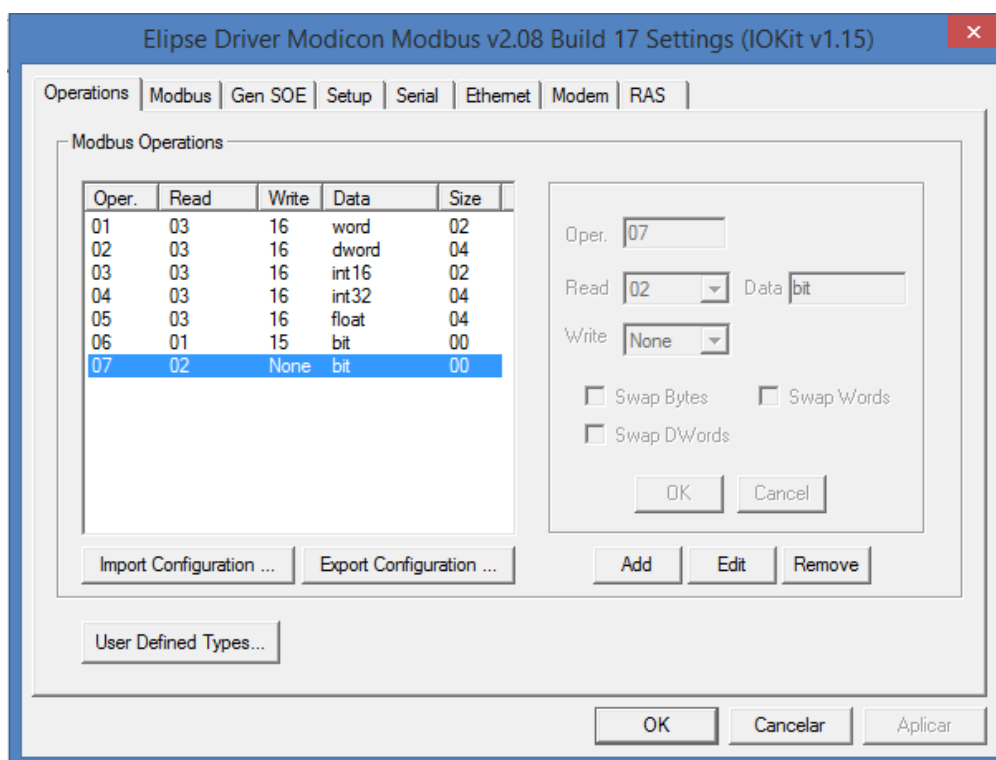 Elipse Driver Modicon Modbus v2.08 Build 17 Settings (IOKit v1.15)
Operations Modbus Gen SOE Setup Serial Ethernet Modem RAS
Modbus Operations
Oper. Read Write Data Size
01 03 16 word 02
02 03 16 dword 04
03 03 16 int16 02
04 03 16 int32 04
05 03 16 float 04
06 01 15 bit 00
07 02 None bit 00
Oper. 07
Read 02 Data bit
Write None
Swap Bytes Swap Words
Swap DWords
OK Cancel
Import Configuration ... Export Configuration ... Add Edit Remove
User Defined Types...
OK Cancelar Aplicar